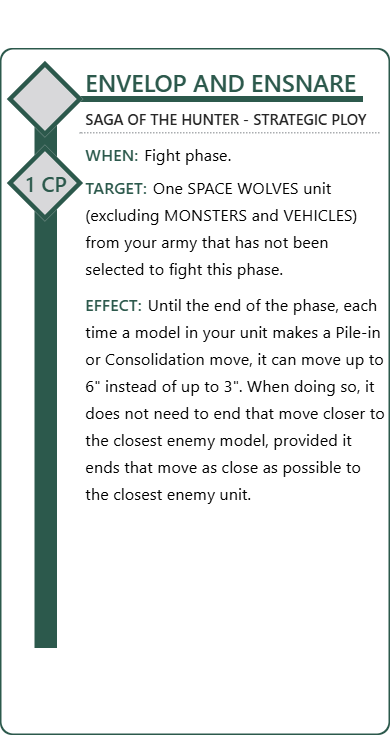 ENVELOP AND ENSNARE
SAGA OF THE HUNTER - STRATEGIC PLOY
WHEN: Fight phase.
1 CP
TARGET: One SPACE WOLVES unit
(excluding MONSTERS and VEHICLES)
from your army that has not been
selected to fight this phase.
EFFECT: Until the end of the phase, each
time a model in your unit makes a Pile-in
or Consolidation move, it can move up to
6" instead of up to 3". When doing so, it
does not need to end that move closer to
the closest enemy model, provided it
ends that move as close as possible to
the closest enemy unit.